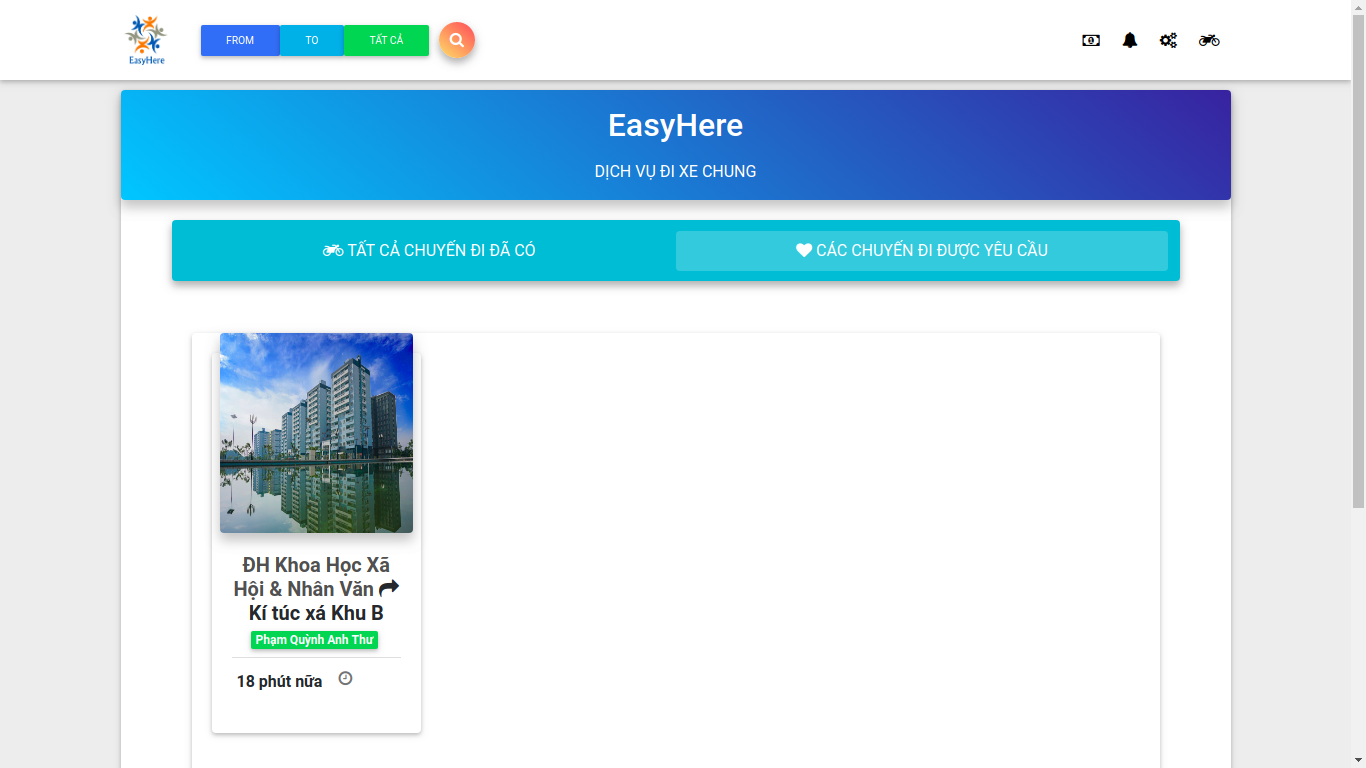 EasyHere
FROM
TO
TẤT CẢ
EasyHere
DỊCH VỤ ĐI XE CHUNG
TẤT CẢ CHUYẾN ĐI ĐÃ CÓ
CÁC CHUYẾN ĐI ĐƯỢC YÊU CẦU
ĐH Khoa Học Xã
Hội & Nhân Văn
Kí túc xá Khu B
Phạm Quỳnh Anh Thư
18 phút nữa